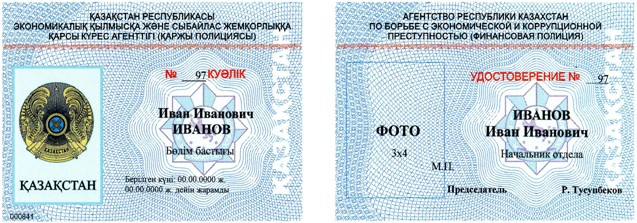 ҚАЗАҚСТАН РЕСПУБЛИКАСЫ
ЭКОНОМИКАЛЫҚ ҚЫЛМЫСҚА ЖӘНЕ СЫБАЙЛАС ЖЕМҚОРЛЫҚҚА
ҚАРСЫ КҮРЕС АГЕНТТІГІ (ҚАРЖЫ ПОЛИЦИЯСЫ)
№ 97 КУӘЛІК
Иван Иванович
ИВАНОВ
Бөлім бастығы
Берілген күні: 00.00.0000 ж.
00.00.0000 ж. дейін жарамды
ҚАЗАҚСТАН
ҚАЗАҚСТАН
000841
АГЕНТСТВО РЕСПУБЛИКИ КАЗАХСТАН
ПО БОРЬБЕ С ЭКОНОМИЧЕСКОЙ И КОРРУПЦИОННОЙ
ПРЕСТУПНОСТЬЮ (ФИНАНСОВАЯ ПОЛИЦИЯ)
УДОСТОВЕРЕНИЕ № 97
ИВАНОВ
Иван Иванович
Начальник отдела
ФОТО
3х4
М.П.
Председатель Р. Тусупбеков
ҚАЗАҚСТАН